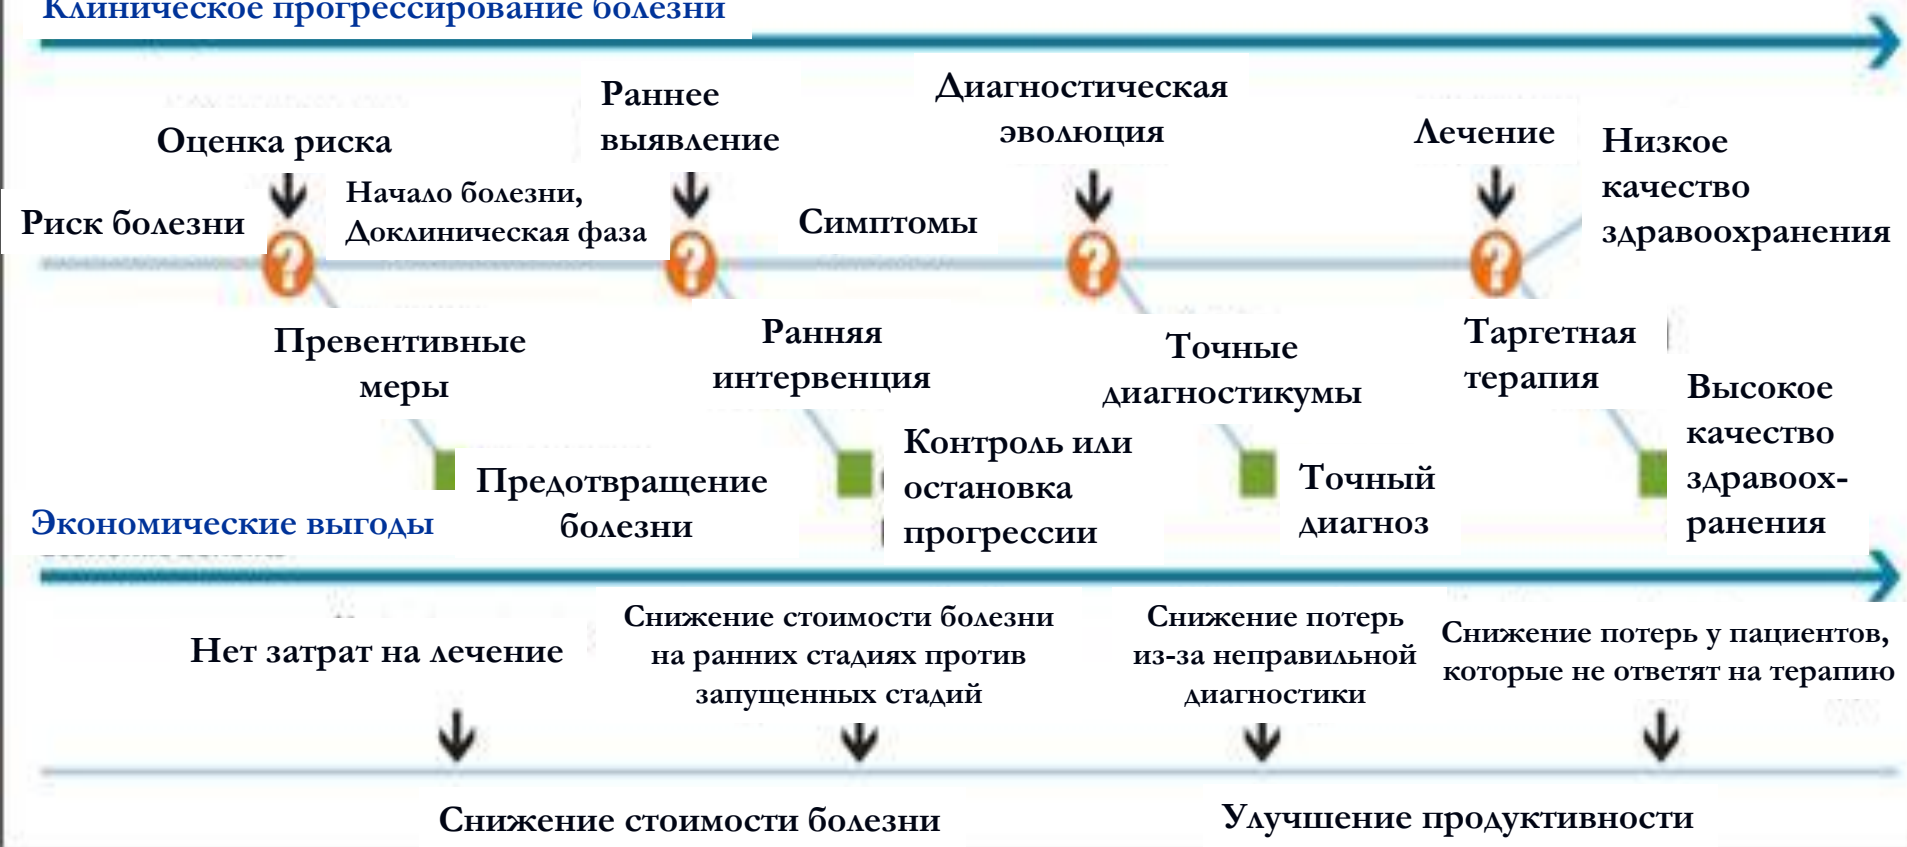 Клиническое прогрессирование болезни
Оценка риска
Раннее
выявление
Диагностическая
эволюция
Лечение
Низкое
качество
здравоохранения
Риск болезни
Начало болезни,
Доклиническая фаза
Симптомы
?
?
?
?
Превентивные
меры
Ранняя
интервенция
Точные
диагностикумы
Таргетная
терапия
Предотвращение
болезни
Контроль или
остановка
прогрессии
Точный
диагноз
Высокое
качество
здравоох-
ранения
Экономические выгоды
Нет затрат на лечение
Снижение стоимости болезни
на ранних стадиях против
запущенных стадий
Снижение потерь
из-за неправильной
диагностики
Снижение потерь у пациентов,
которые не ответят на терапию
Снижение стоимости болезни
Улучшение продуктивности